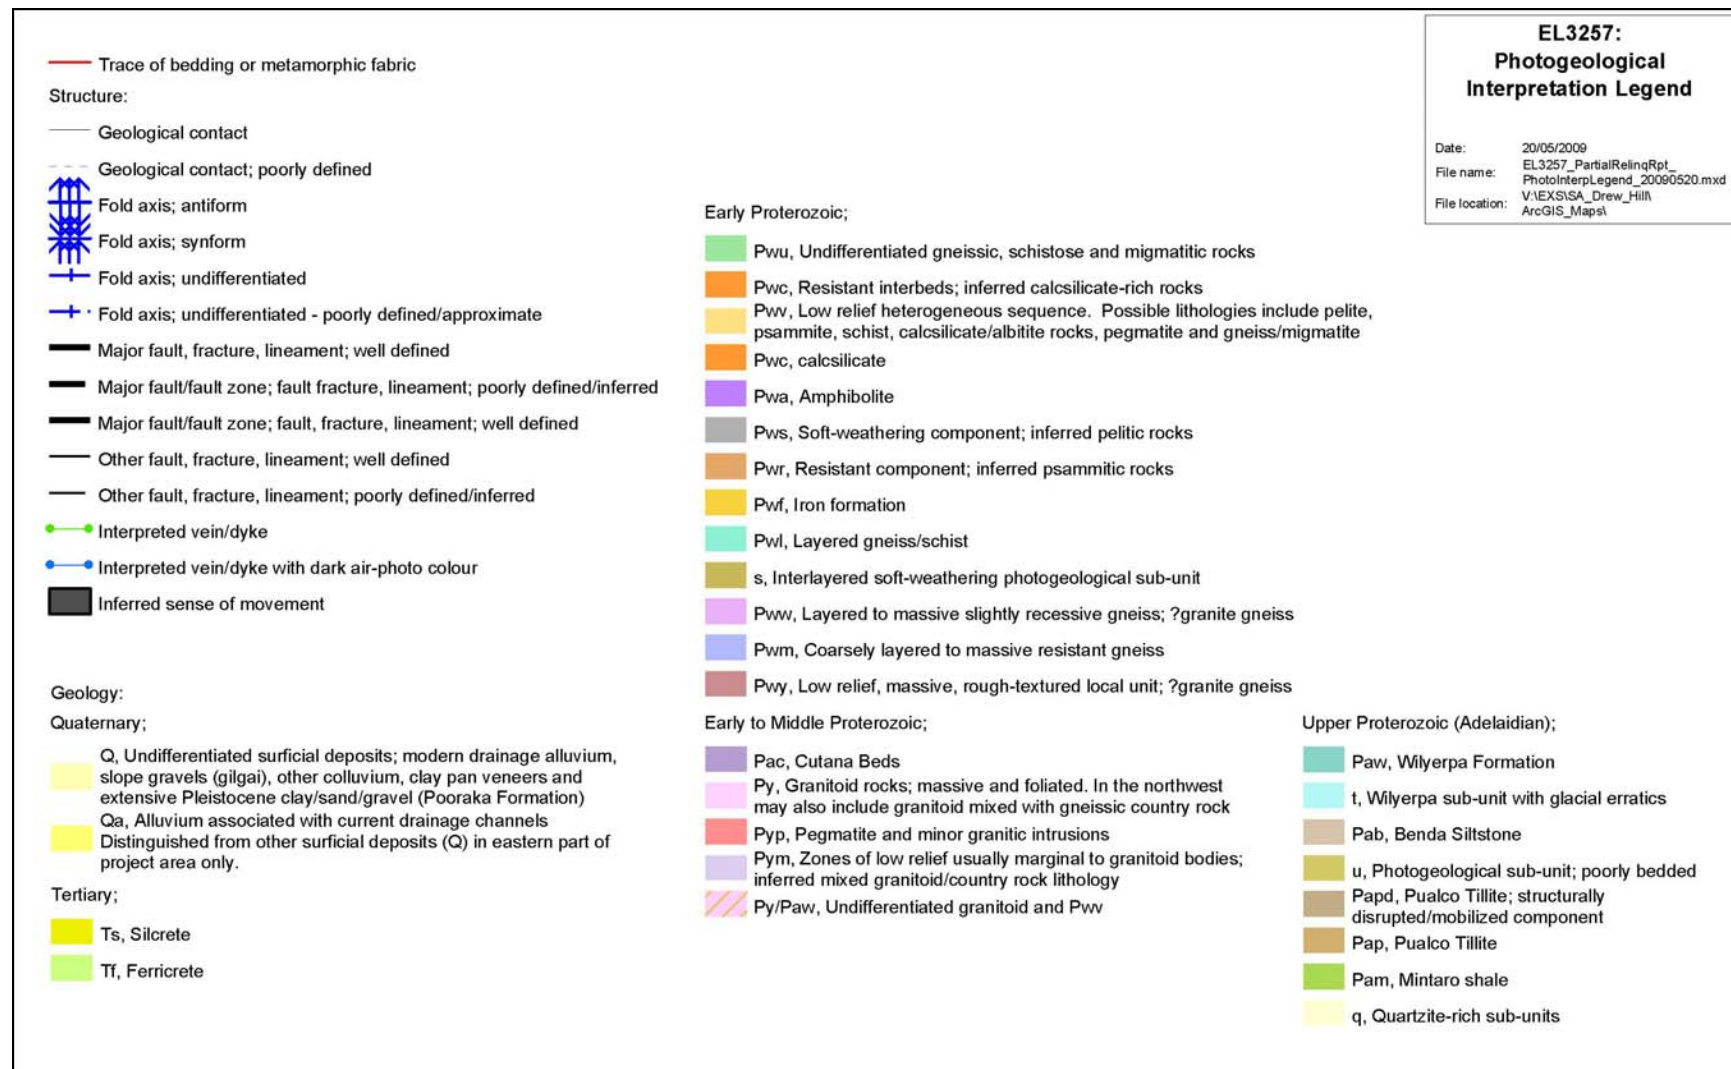 EL3257:
Photogeological
Interpretation Legend
Date: 20/05/2009
File name: EL3257_PartialRelinqRpt_
PhotoInterpLegend_20090520.mxd
File location: V:\EXS\SA_Drew_Hill\
ArcGIS_Maps\
Trace of bedding or metamorphic fabric
Structure:
Geological contact
Geological contact; poorly defined
Fold axis; antiform
Fold axis; synform
Fold axis; undifferentiated
Fold axis; undifferentiated - poorly defined/approximate
Major fault, fracture, lineament; well defined
Major fault/fault zone; fault fracture, lineament; poorly defined/inferred
Major fault/fault zone; fault, fracture, lineament; well defined
Other fault, fracture, lineament; well defined
Other fault, fracture, lineament; poorly defined/inferred
Interpreted vein/dyke
Interpreted vein/dyke with dark air-photo colour
Inferred sense of movement
Geology:
Quaternary;
Q, Undifferentiated surficial deposits; modern drainage alluvium,
slope gravels (gilgai), other colluvium, clay pan veneers and
extensive Pleistocene clay/sand/gravel (Pooraka Formation)
Qa, Alluvium associated with current drainage channels
Distinguished from other surficial deposits (Q) in eastern part of
project area only.
Tertiary;
Ts, Silcrete
Tf, Ferricrete
Early Proterozoic;
Pwu, Undifferentiated gneissic, schistose and migmatitic rocks
Pwc, Resistant interbeds; inferred calcsilicate-rich rocks
Pwv, Low relief heterogeneous sequence. Possible lithologies include pelite,
psammite, schist, calcsilicate/albitite rocks, pegmatite and gneiss/migmatite
Pwc, calcsilicate
Pwa, Amphibolite
Pws, Soft-weathering component; inferred pelitic rocks
Pwr, Resistant component; inferred psammitic rocks
Pwf, Iron formation
Pwl, Layered gneiss/schist
s, Interlayered soft-weathering photogeological sub-unit
Pww, Layered to massive slightly recessive gneiss; ?granite gneiss
Pwm, Coarsely layered to massive resistant gneiss
Pwy, Low relief, massive, rough-textured local unit; ?granite gneiss
Early to Middle Proterozoic;
Pac, Cutana Beds
Py, Granitoid rocks; massive and foliated. In the northwest
may also include granitoid mixed with gneissic country rock
Pyp, Pegmatite and minor granitic intrusions
Pym, Zones of low relief usually marginal to granitoid bodies;
inferred mixed granitoid/country rock lithology
Py/Paw, Undifferentiated granitoid and Pwv
Upper Proterozoic (Adelaidian);
Paw, Wilyerpa Formation
t, Wilyerpa sub-unit with glacial erratics
Pab, Benda Siltstone
u, Photogeological sub-unit; poorly bedded
Papd, Pualco Tillite; structurally
disrupted/mobilized component
Pap, Pualco Tillite
Pam, Mintaro shale
q, Quartzite-rich sub-units